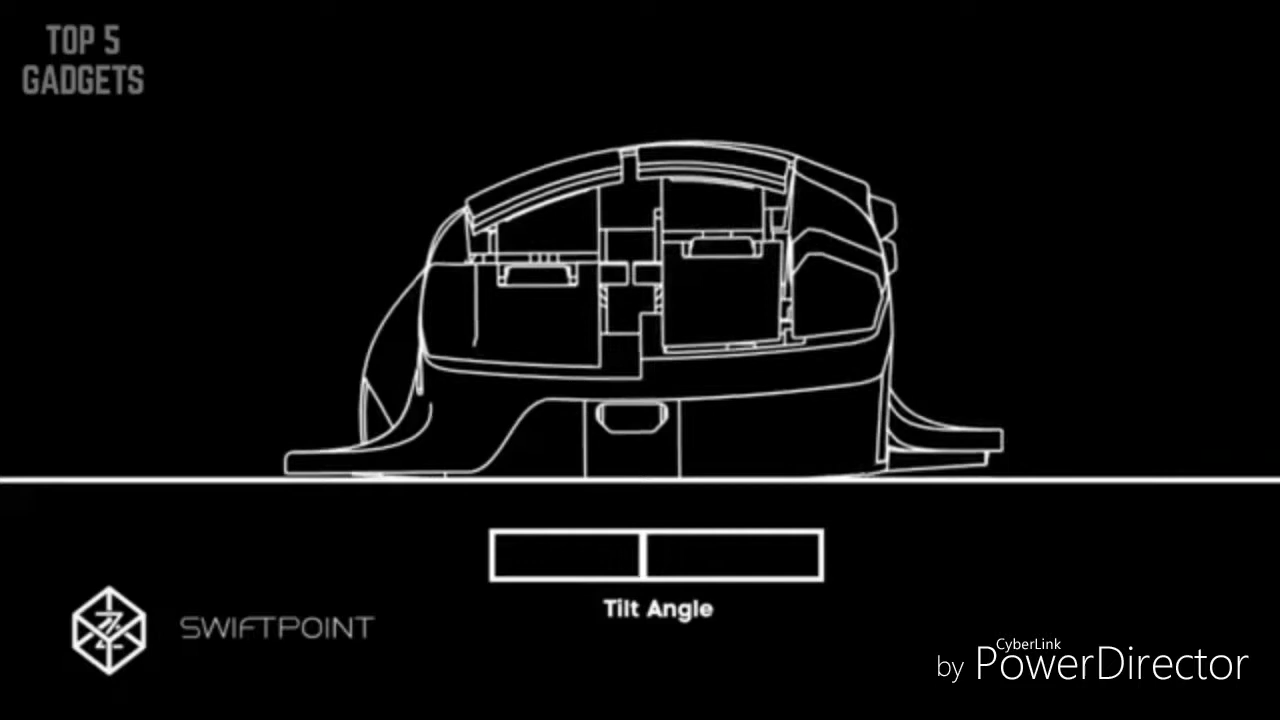 TOP 5
GADGETS
Tilt Angle
SWIFTPOINT
CyberLink
by PowerDirector